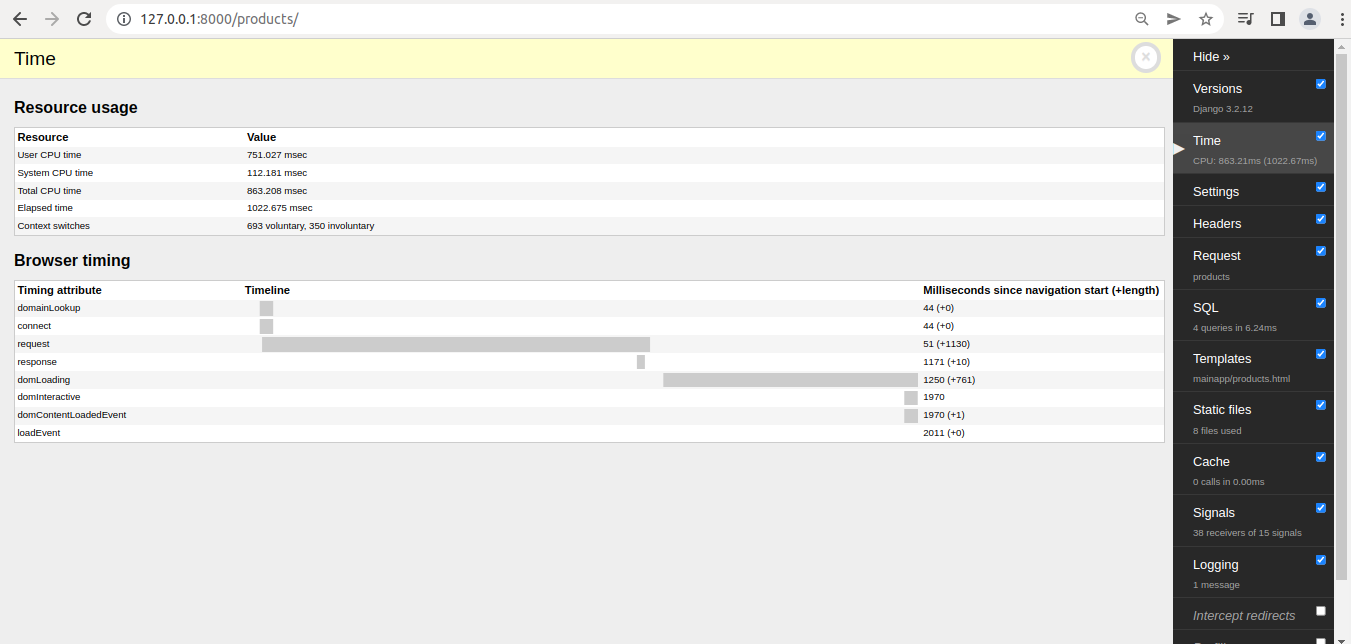 127.0.0.1:8000/products/
Time
Resource usage
Resource Value
User CPU time 751.027 msec
System CPU time 112.181 msec
Total CPU time 863.208 msec
Elapsed time 1022.675 msec
Context switches 693 voluntary, 350 involuntary
Browser timing
Timing attribute Timeline Milliseconds since navigation start (+length)
domainLookup 44 (+0)
connect 44 (+0)
request 51 (+1130)
response 1171 (+10)
domLoading 1250 (+761)
domInteractive 1970
domContentLoadedEvent 1970 (+1)
loadEvent 2011 (+0)
Hide »
Versions
Django 3.2.12
Time
CPU: 863.21ms (1022.67ms)
Settings
Headers
Request
products
SQL
4 queries in 6.24ms
Templates
mainapp/products.html
Static files
8 files used
Cache
0 calls in 0.00ms
Signals
38 receivers of 15 signals
Logging
1 message
Intercept redirects